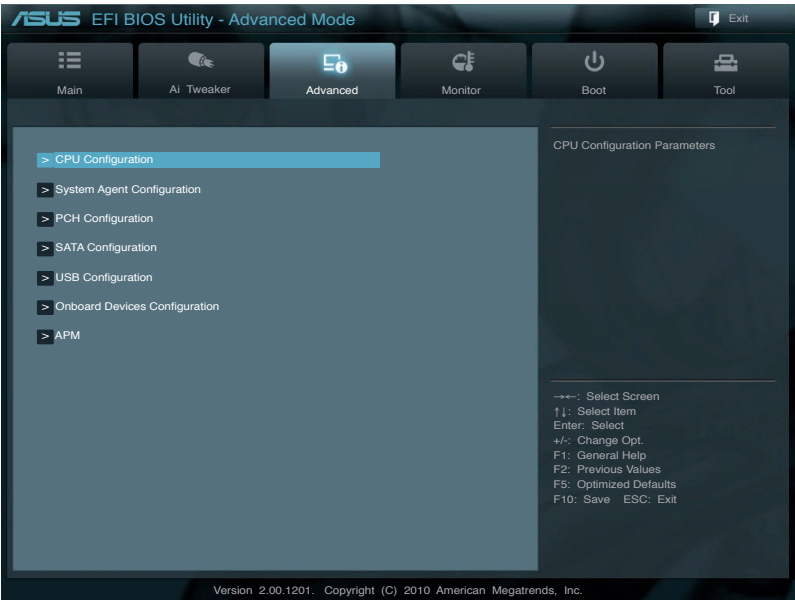 ASUS EFI BIOS Utility - Advanced Mode
Exit
Main
Ai Tweaker
Advanced
Monitor
Boot
Tool
> CPU Configuration
> System Agent Configuration
> PCH Configuration
> SATA Configuration
> USB Configuration
> Onboard Devices Configuration
> APM
CPU Configuration Parameters
→←: Select Screen
↑↓: Select Item
Enter: Select
+/-: Change Opt.
F1: General Help
F2: Previous Values
F5: Optimized Defaults
F10: Save ESC: Exit
Version 2.00.1201. Copyright (C) 2010 American Megatrends, Inc.